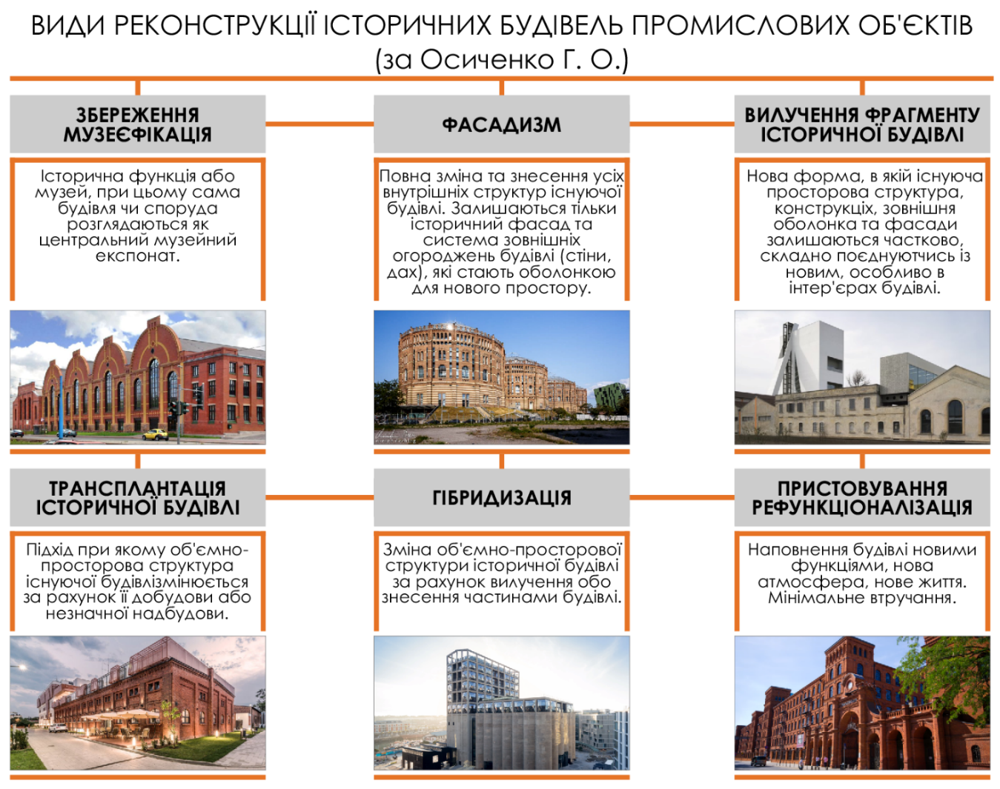 ВИДИ РЕКОНСТРУКЦІЇ ІСТОРИЧНИХ БУДІВЕЛЬ ПРОМИСЛОВИХ ОБ'ЄКТІВ
(за Осиченко Г. О.)
ЗБЕРЕЖЕННЯ
МУЗЕЄФІКАЦІЯ
Історична функція або
музей, при цьому сама
будівля чи споруда
розглядаються як
центральний музейний
експонат.
ФАСАДИЗМ
Повна зміна та знесення усіх
внутрішніх структур існуючої
будівлі. Залишаються тільки
історичний фасад та
система зовнішніх
огороджень будівлі (стіни,
дах), які стають оболонкою
для нового простору.
ВИЛУЧЕННЯ ФРАГМЕНТУ
ІСТОРИЧНОЇ БУДІВЛІ
Нова форма, в якій існуюча
просторова структура,
конструкціх, зовнішня
оболонка та фасади
залишаються частково,
складно поєднуютчись із
новим, особливо в
інтер'єрах будівлі.
ТРАНСПЛАНТАЦІЯ
ІСТОРИЧНОЇ БУДІВЛІ
Підхід при якому об'ємно-
просторова структура
існуючої будівлізмінюється
за рахунок її добудови або
незначної надбудови.
ГІБРИДИЗАЦІЯ
Зміна об'ємно-просторової
структури історичної будівлі
за рахунок вилучення обо
знесення частинами будівлі.
ПРИСТОВУВАННЯ
РЕФУНКЦІОНАЛІЗАЦІЯ
Наповнення будівлі новими
функціями, нова
атмосфера, нове життя.
Мінімальне втручання.